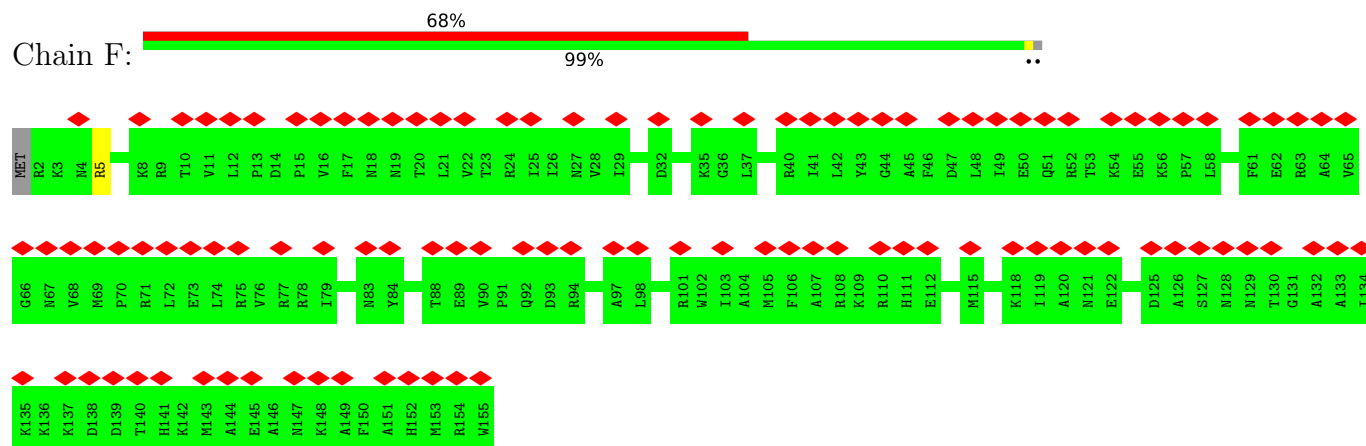 68%
Chain F:
99%
••
MET R2 K3 N4 R5 K8 R9 T10 V11 L12 P13 D14 P15 V16 F17 N18 N19 T20 L21 V22 T23 R24 I25 I26 N27 V28 I29 D32 K35 G36 L37 R40 I41 L42 Y43 G44 A45 F46 D47 L48 I49 E50 Q51 R52 T53 K54 E55 K56 P57 L58 F61 E62 R63 A64 V65
G66 N67 V68 M69 P70 R71 L72 E73 L74 R75 V76 R77 R78 I79 N83 Y84 T88 E89 V90 P91 Q92 D93 R94 A97 L98 R101 W102 I103 A104 M105 F106 A107 R108 K109 R110 H111 E112 M115 K118 I119 A120 N121 E122 D125 A126 S127 N128 N129 T130 G131 A132 A133 I134
K135 K136 K137 D138 D139 T140 H141 K142 M143 A144 E145 A146 N147 K148 A149 F150 A151 H152 M153 R154 W155